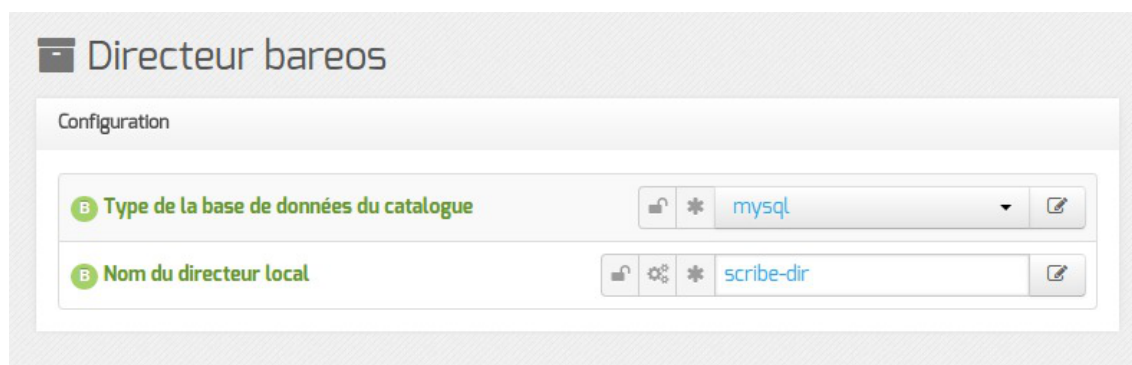 Directeur bareos
Configuration
B Type de la base de données du catalogue mysql
B Nom du directeur local scribe-dir